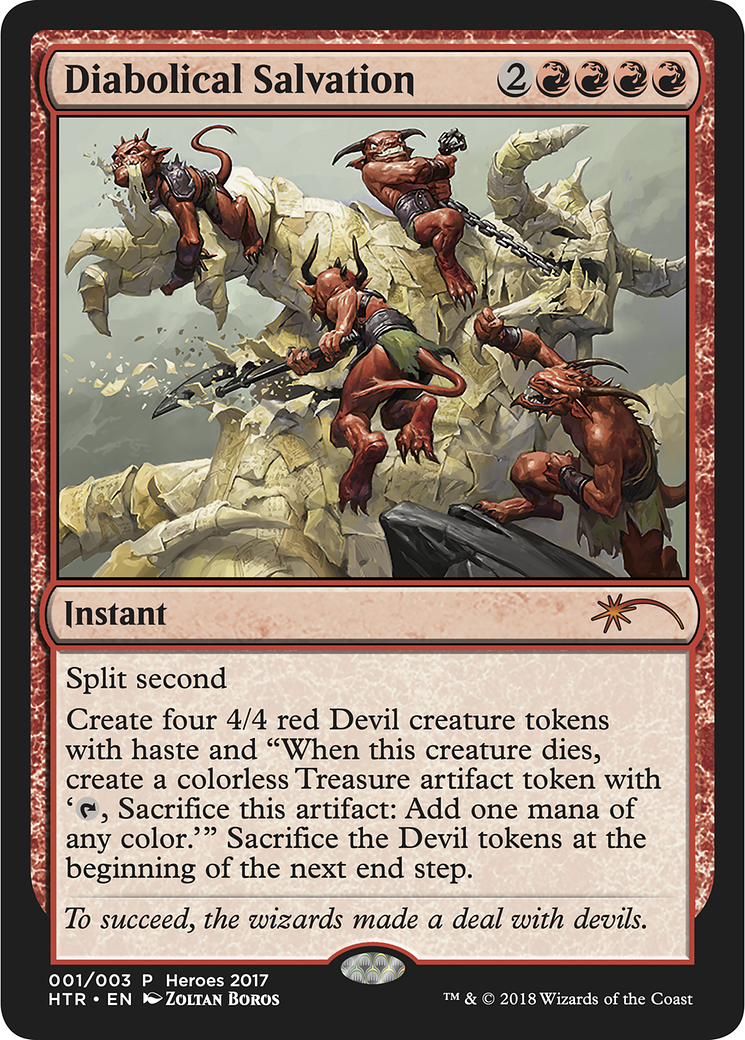 Diabolical Salvation 2
Instant
Split second
Create four 4/4 red Devil creature tokens
with haste and “When this creature dies,
create a colorless Treasure artifact token with
‘, Sacrifice this artifact: Add one mana of
any color.’” Sacrifice the Devil tokens at the
beginning of the next end step.
To succeed, the wizards made a deal with devils.
001/003 P Heroes 2017
HTR • EN ZOLTAN BOROS
™ & © 2018 Wizards of the Coast